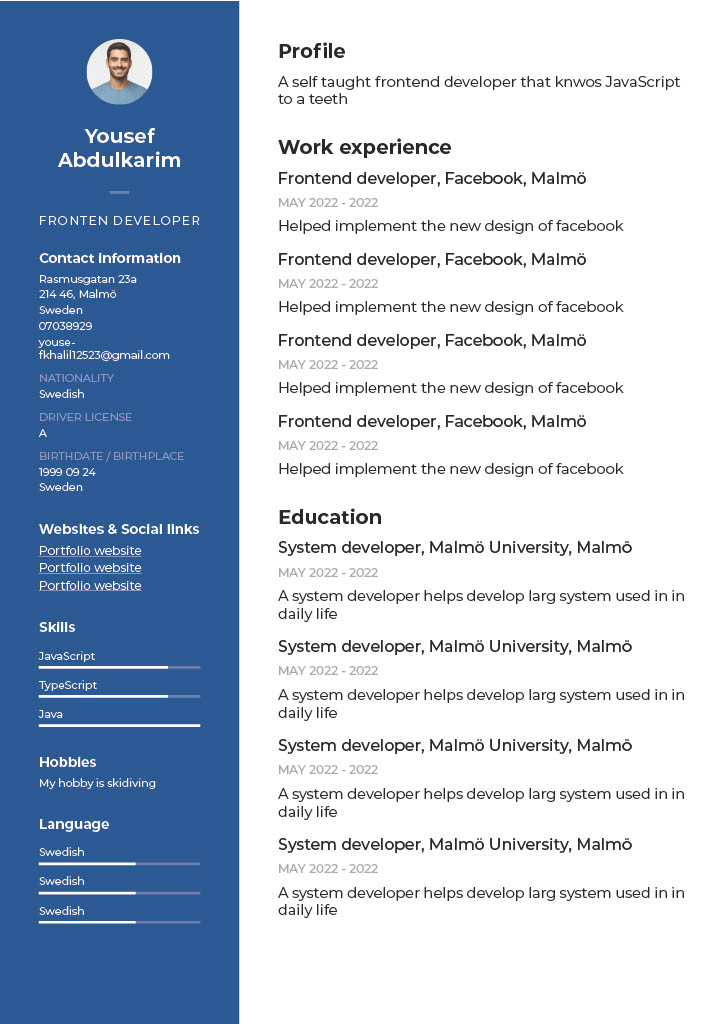 Yousef
Abdulkarim
FRONTEN DEVELOPER
Contact information
Rasmusgatan 23a
214 46, Malmö
Sweden
07038929
youse-
fkhalil12523@gmail.com
NATIONALITY
Swedish
DRIVER LICENSE
A
BIRTHDATE / BIRTHPLACE
1999 09 24
Sweden
Websites & Social links
Portfolio website
Portfolio website
Portfolio website
Skills
JavaScript
TypeScript
Java
Hobbies
My hobby is skidiving
Language
Swedish
Swedish
Swedish
Profile
A self taught frontend developer that knwos JavaScript
to a teeth
Work experience
Frontend developer, Facebook, Malmö
MAY 2022 - 2022
Helped implement the new design of facebook
Frontend developer, Facebook, Malmö
MAY 2022 - 2022
Helped implement the new design of facebook
Frontend developer, Facebook, Malmö
MAY 2022 - 2022
Helped implement the new design of facebook
Frontend developer, Facebook, Malmö
MAY 2022 - 2022
Helped implement the new design of facebook
Education
System developer, Malmö University, Malmö
MAY 2022 - 2022
A system developer helps develop larg system used in in
daily life
System developer, Malmö University, Malmö
MAY 2022 - 2022
A system developer helps develop larg system used in in
daily life
System developer, Malmö University, Malmö
MAY 2022 - 2022
A system developer helps develop larg system used in in
daily life
System developer, Malmö University, Malmö
MAY 2022 - 2022
A system developer helps develop larg system used in in
daily life